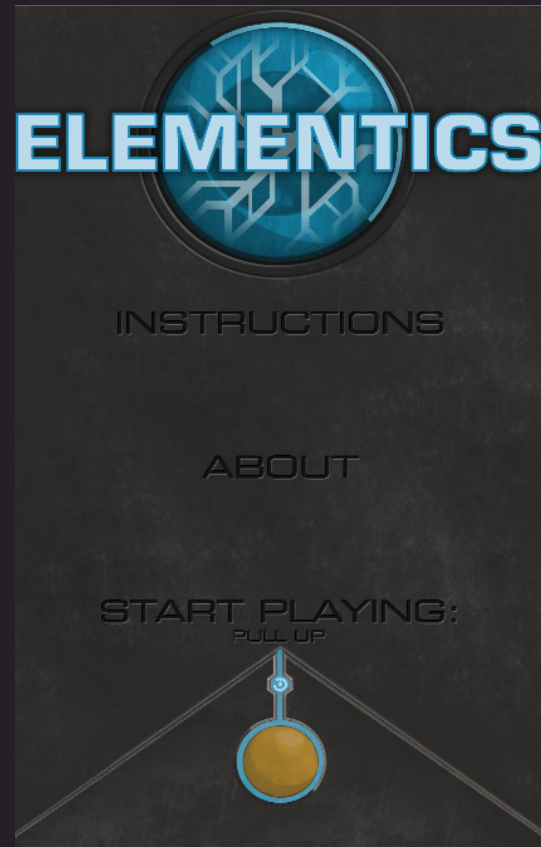 ELEMENTICS
INSTRUCTIONS
ABOUT
START PLAYING:
PULL UP